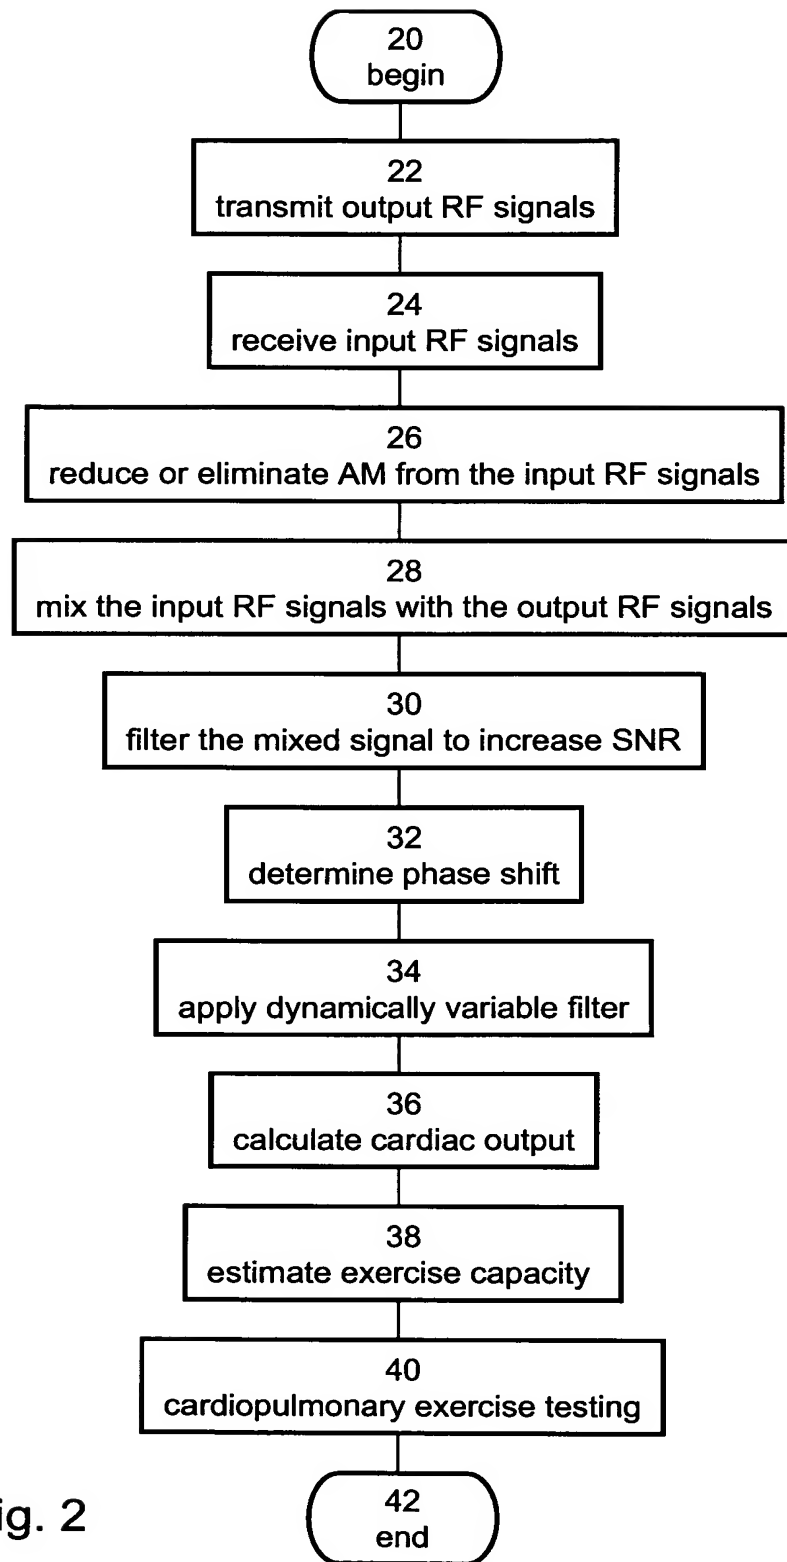 20
begin
22
transmit output RF signals
24
receive input RF signals
26
reduce or eliminate AM from the input RF signals
28
mix the input RF signals with the output RF signals
30
filter the mixed signal to increase SNR
32
determine phase shift
34
apply dynamically variable filter
36
calculate cardiac output
38
estimate exercise capacity
40
cardiopulmonary exercise testing
42
end
ig. 2